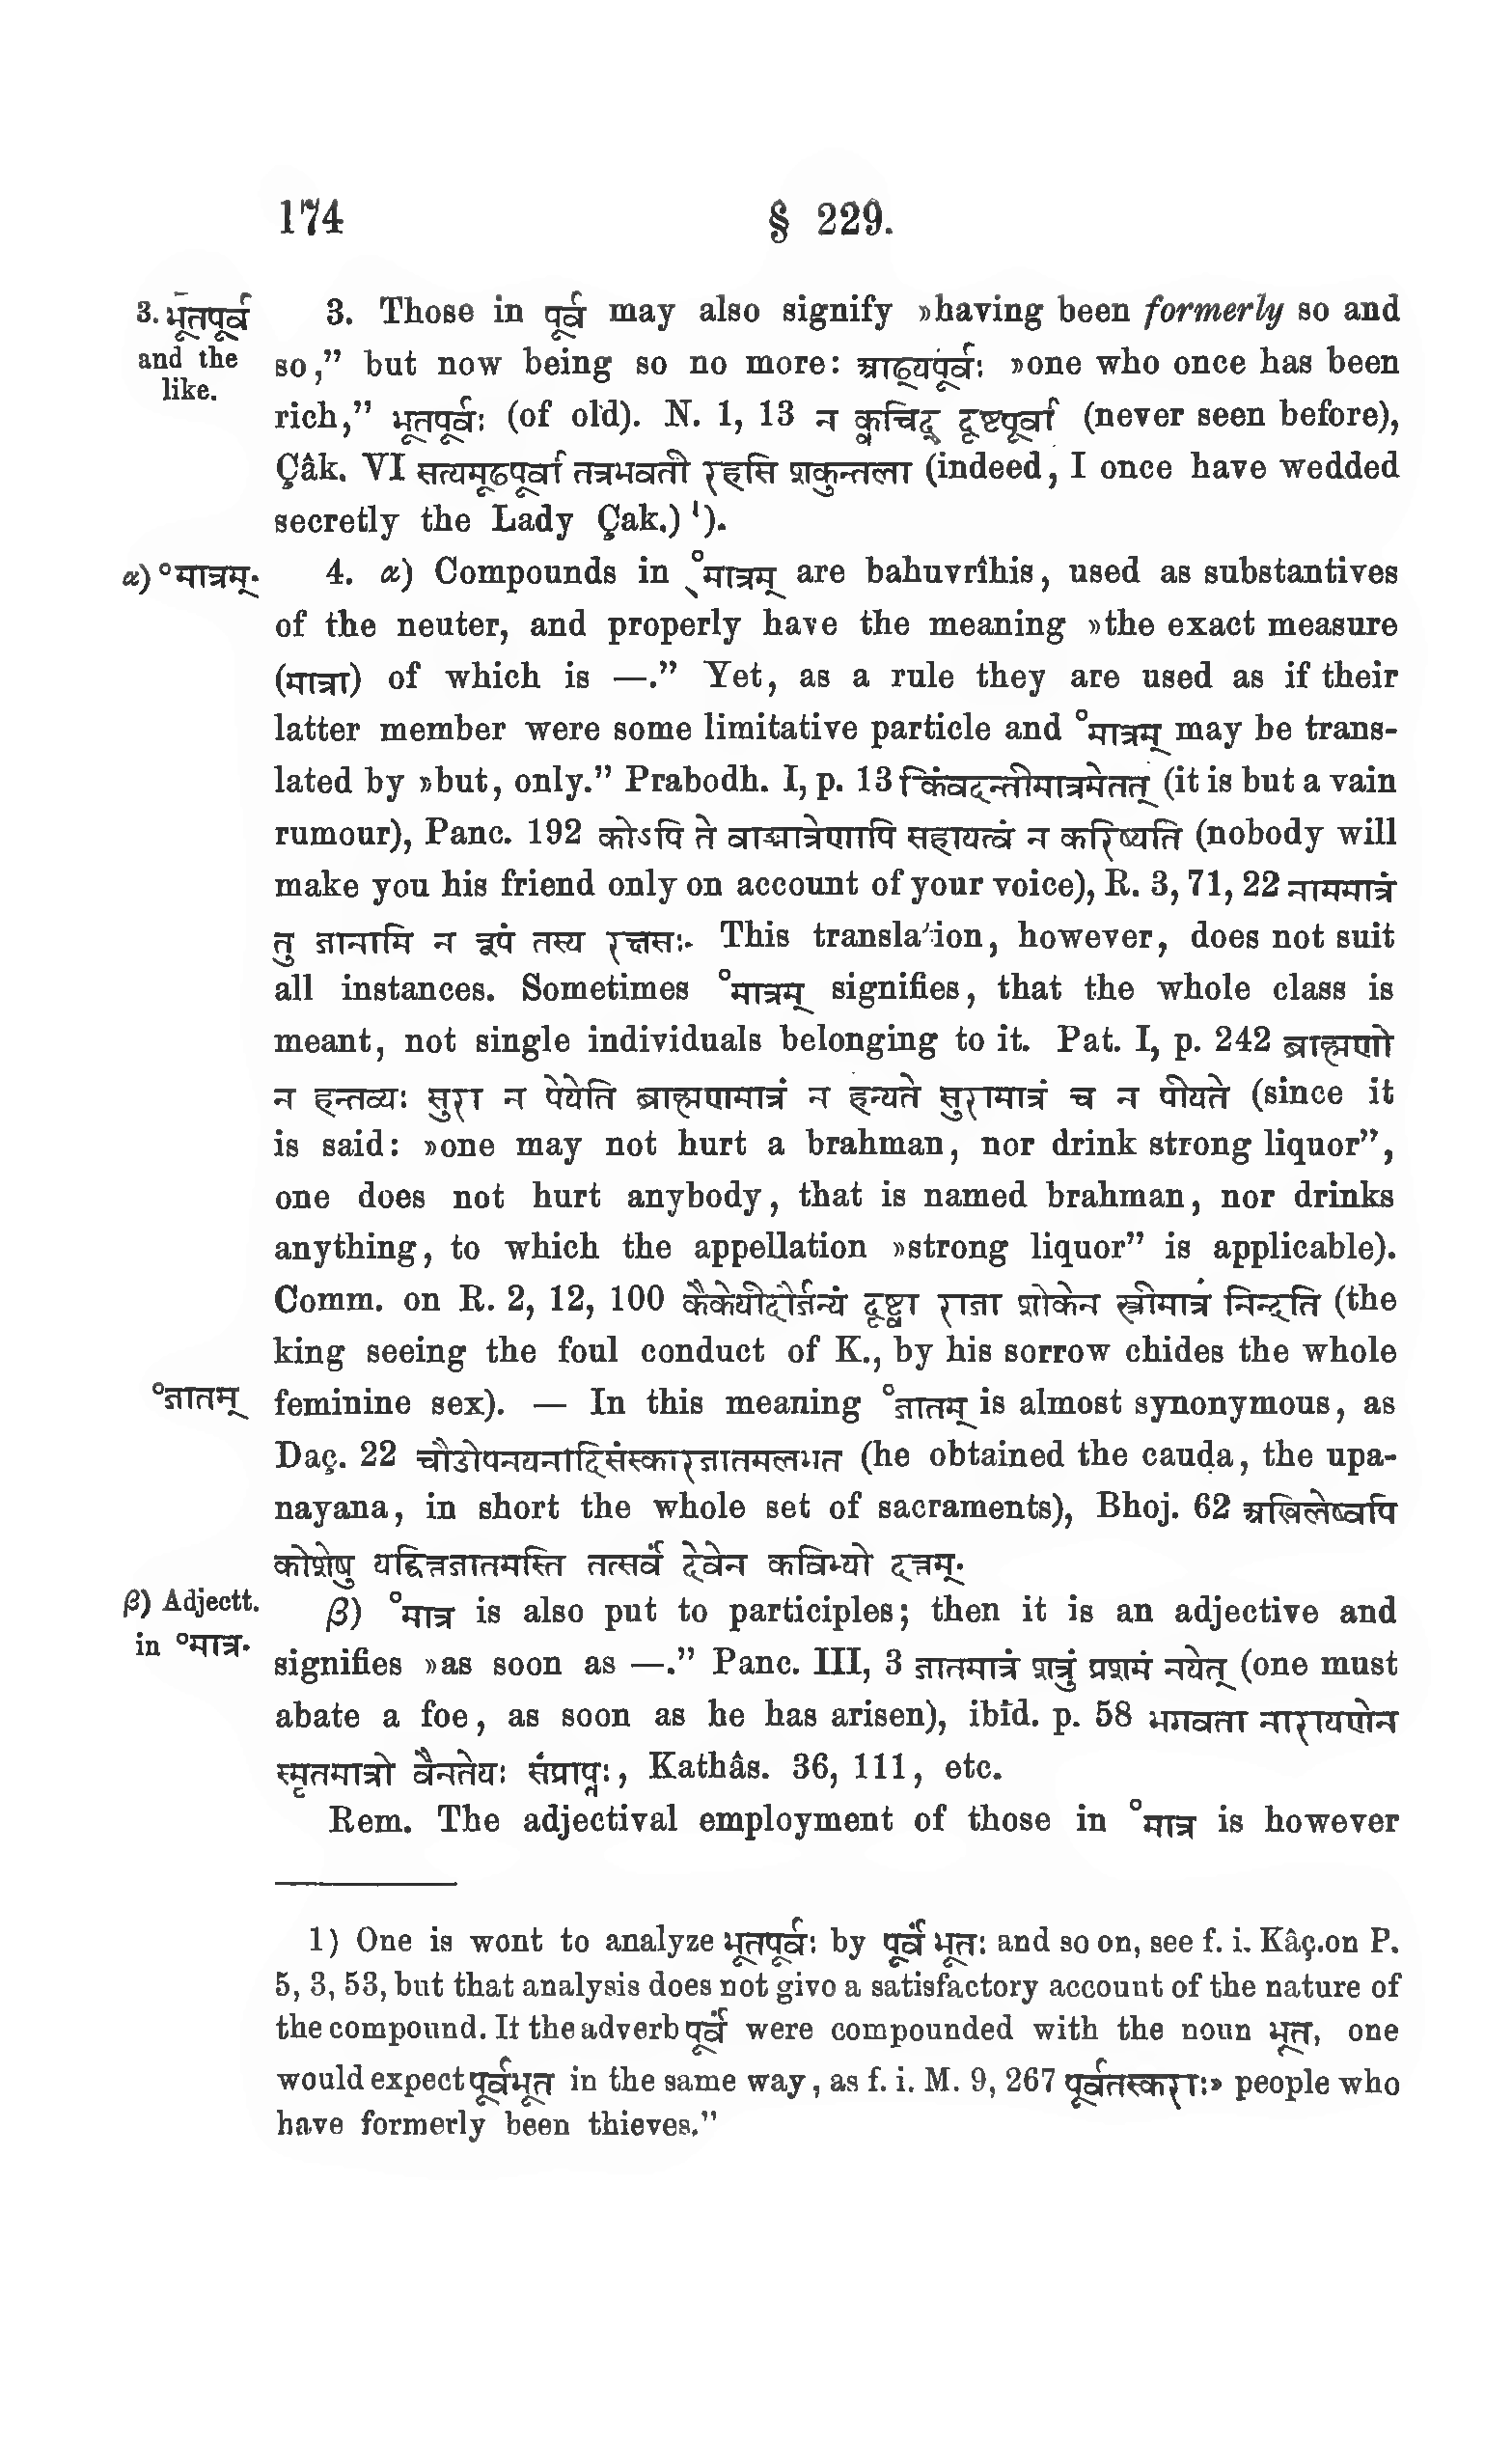 174 § 229.
3. भूतपूर्व
and the
like.
3. Those in पूर्व may also signify »having been formerly so and
so,” but now being so no more: आढ्यपूर्वः »one who once has been
rich,” भूतपूर्वः (of old). N. 1, 13 न क्वचिद् दृष्टपूर्वा (never seen before),
Çâk. VI सत्यमूढपूर्वा तत्रभवती रहसि शकुन्तला (indeed, I once have wedded
secretly the Lady Çak.) ¹).
α) °मात्रम्.
4. α) Compounds in °मात्रम् are bahuvrîhis, used as substantives
of the neuter, and properly have the meaning »the exact measure
(मात्रा) of which is —.” Yet, as a rule they are used as if their
latter member were some limitative particle and °मात्रम् may be trans-
lated by »but, only.” Prabodh. I, p. 13 किंवदन्तीमात्रमेतत् (it is but a vain
rumour), Panc. 192 कोऽपि ते वाङ्मात्रेणापि सहायत्वं न करिष्यति (nobody will
make you his friend only on account of your voice), R. 3, 71, 22 नाममात्रं
तु जानामि न रूपं तस्य रक्षसः. This translation, however, does not suit
all instances. Sometimes °मात्रम् signifies, that the whole class is
meant, not single individuals belonging to it. Pat. I, p. 242 ब्राह्मणो
न हन्तव्यः सुरा न पेयेति ब्राह्मणमात्रं न हन्यते सुरामात्रं च न पीयते (since it
is said: »one may not hurt a brahman, nor drink strong liquor”,
one does not hurt anybody, that is named brahman, nor drinks
anything, to which the appellation »strong liquor” is applicable).
Comm. on R. 2, 12, 100 कैकेयीदौर्जन्यं दृष्ट्वा राजा शोकेन स्त्रीमात्रं निन्दति (the
king seeing the foul conduct of K., by his sorrow chides the whole
°जातम्
feminine sex). — In this meaning °जातम् is almost synonymous, as
Daç. 22 चौडोपनयनादिसंस्कारजातमलभत (he obtained the cauḍa, the upa-
nayana, in short the whole set of sacraments), Bhoj. 62 अखिलेष्वपि
कोशेषु यद्वित्तजातमस्ति तत्सर्वं देवेन कविभ्यो दत्तम्.
β) Adjectt.
in °मात्र.
β) °मात्र is also put to participles; then it is an adjective and
signifies »as soon as —.” Panc. III, 3 जातमात्रं शत्रुं प्रशमं नयेत् (one must
abate a foe, as soon as he has arisen), ibid. p. 58 भगवता नारायणेन
स्मृतमात्रो वैनतेयः संप्राप्तः, Kathâs. 36, 111, etc.
Rem. The adjectival employment of those in °मात्र is however
1) One is wont to analyze भूतपूर्वः by पूर्वं भूतः and so on, see f. i. Kâç.on P.
5, 3, 53, but that analysis does not givo a satisfactory account of the nature of
the compound. It the adverb पूर्वं were compounded with the noun भूत, one
would expect पूर्वभूत in the same way, as f. i. M. 9, 267 पूर्वतस्कराः» people who
have formerly been thieves.”